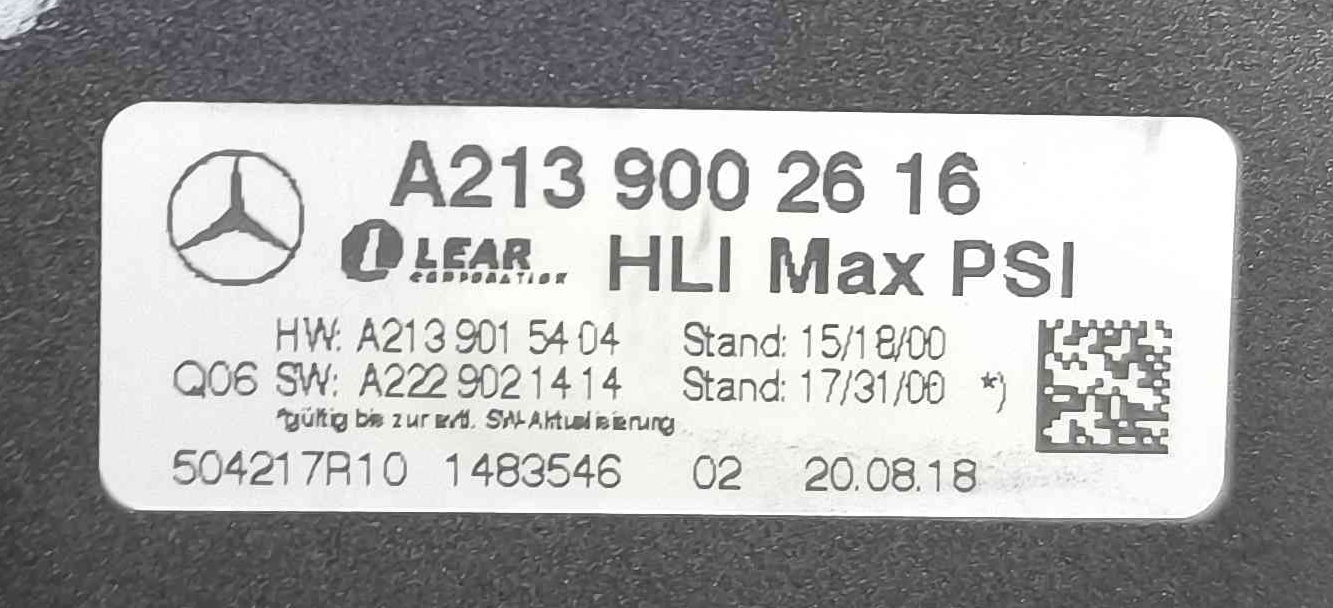 A213 900 26 16
LEAR
CORPORATION
HLI Max PSI
HW: A213 901 54 04 Stand: 15/18/00
Q06 SW: A222 902 14 14 Stand: 17/31/00 *)
*gültig bis zur evtl. SW-Aktualisierung
504217R10 1483546 02 20.08.18